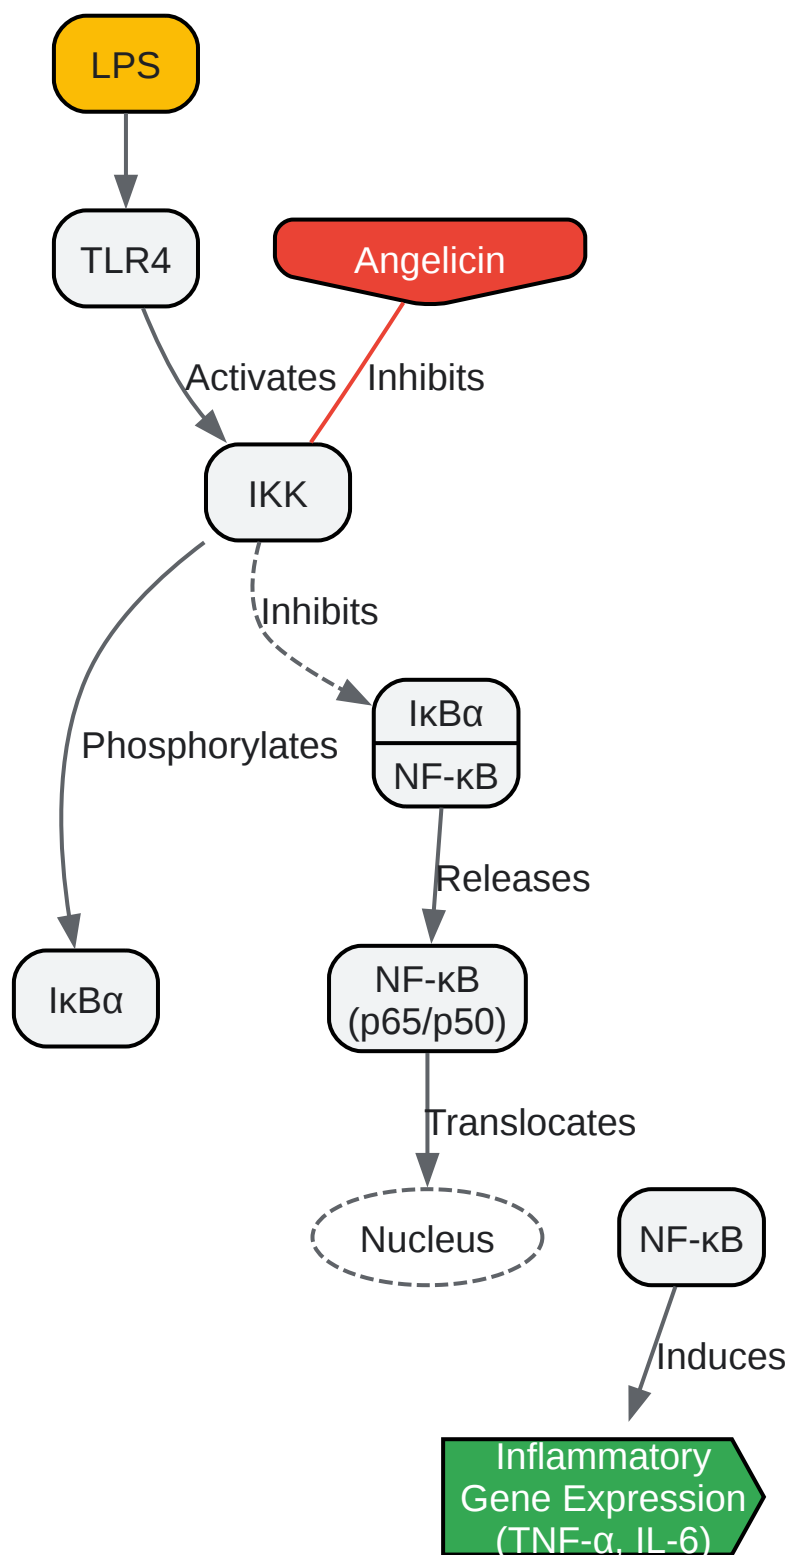 LPS
TLR4
Angelicin
Activates
Inhibits
IKK
Inhibits
IκBα
Phosphorylates
NF-κB
Releases
NF-κB
(p65/p50)
IκBα
Translocates
Nucleus
NF-κB
Induces
Inflammatory
Gene Expression
(TNF-α, IL-6)